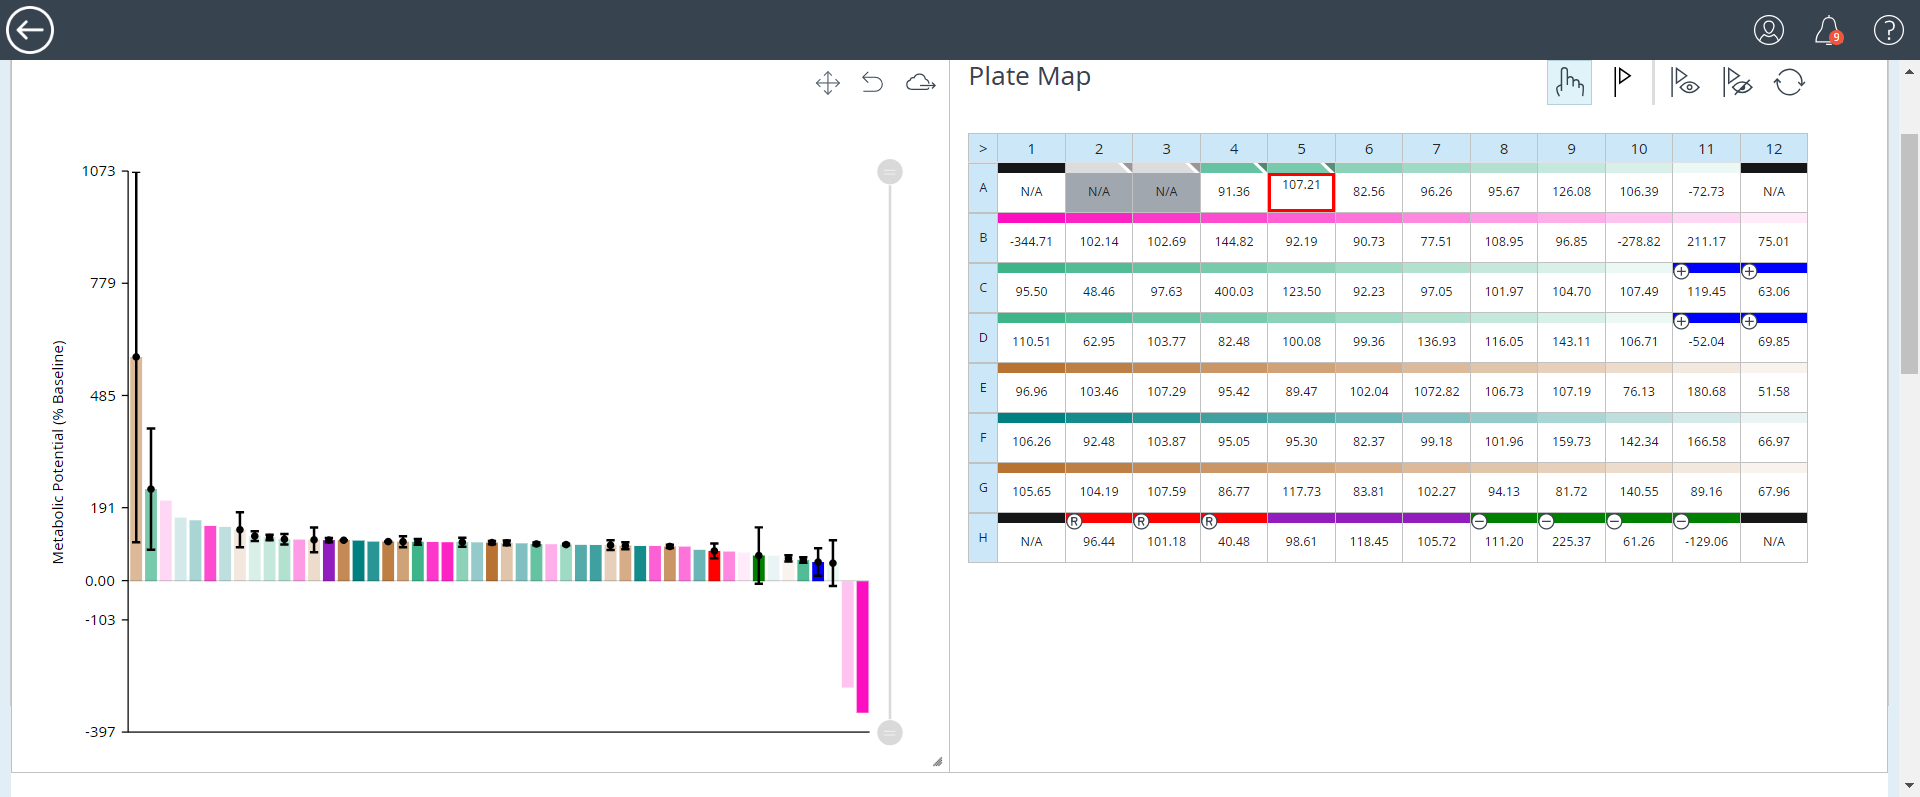 9
?
Plate Map
1073
779
485
191
0.00
-103
-397
Metabolic Potential (% Baseline)
> 1 2 3 4 5 6 7 8 9 10 11 12
A N/A N/A N/A 91.36 107.21 82.56 96.26 95.67 126.08 106.39 -72.73 N/A
B -344.71 102.14 102.69 144.82 92.19 90.73 77.51 108.95 96.85 -278.82 211.17 75.01
C 95.50 48.46 97.63 400.03 123.50 92.23 97.05 101.97 104.70 107.49 119.45 63.06
D 110.51 62.95 103.77 82.48 100.08 99.36 136.93 116.05 143.11 106.71 -52.04 69.85
E 96.96 103.46 107.29 95.42 89.47 102.04 1072.82 106.73 107.19 76.13 180.68 51.58
F 106.26 92.48 103.87 95.05 95.30 82.37 99.18 101.96 159.73 142.34 166.58 66.97
G 105.65 104.19 107.59 86.77 117.73 83.81 102.27 94.13 81.72 140.55 89.16 67.96
R R R
H N/A 96.44 101.18 40.48 98.61 118.45 105.72 111.20 225.37 61.26 -129.06 N/A